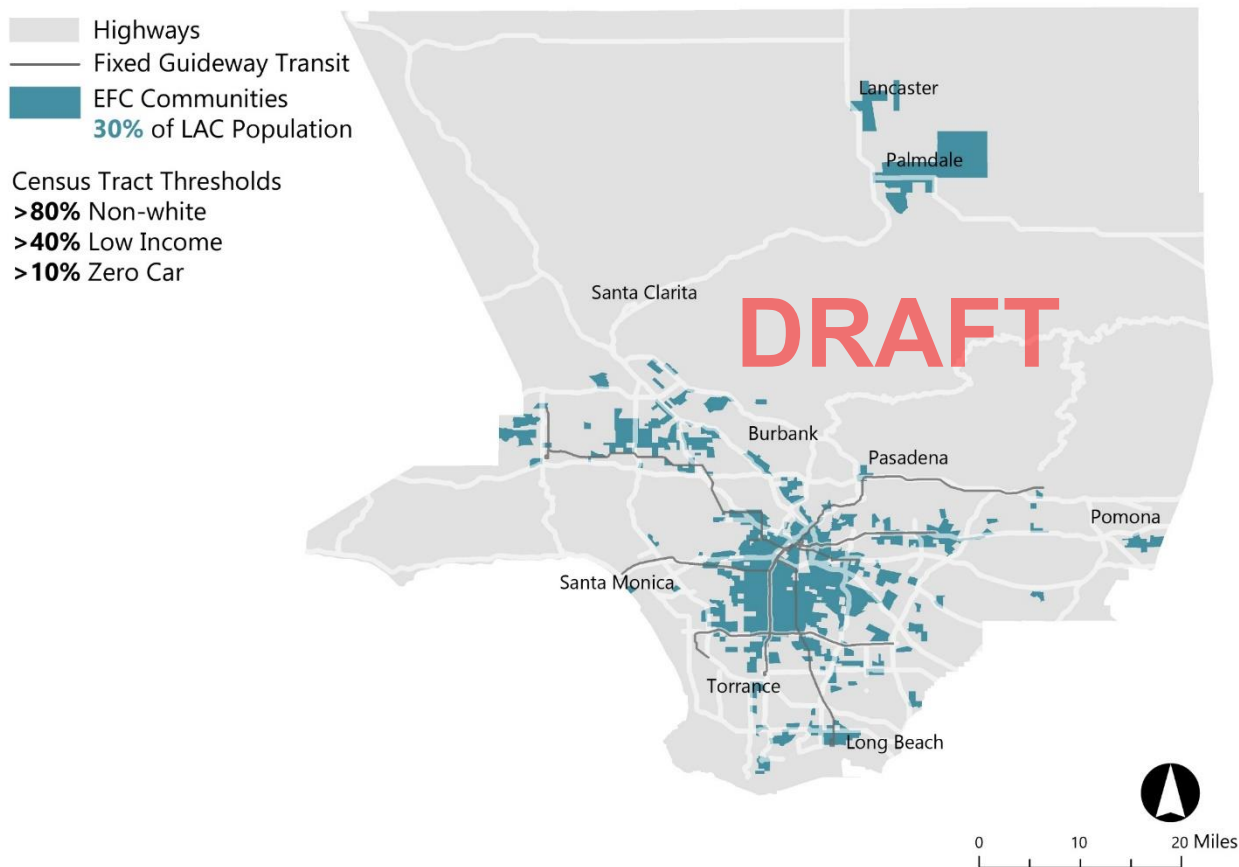 Highways
Fixed Guideway Transit
EFC Communities
30% of LAC Population
Census Tract Thresholds
>80% Non-white
>40% Low Income
>10% Zero Car
Lancaster
Palmdale
Santa Clarita
DRAFT
Burbank
Pasadena
Pomona
Santa Monica
Torrance
Long Beach
0 10 20 Miles